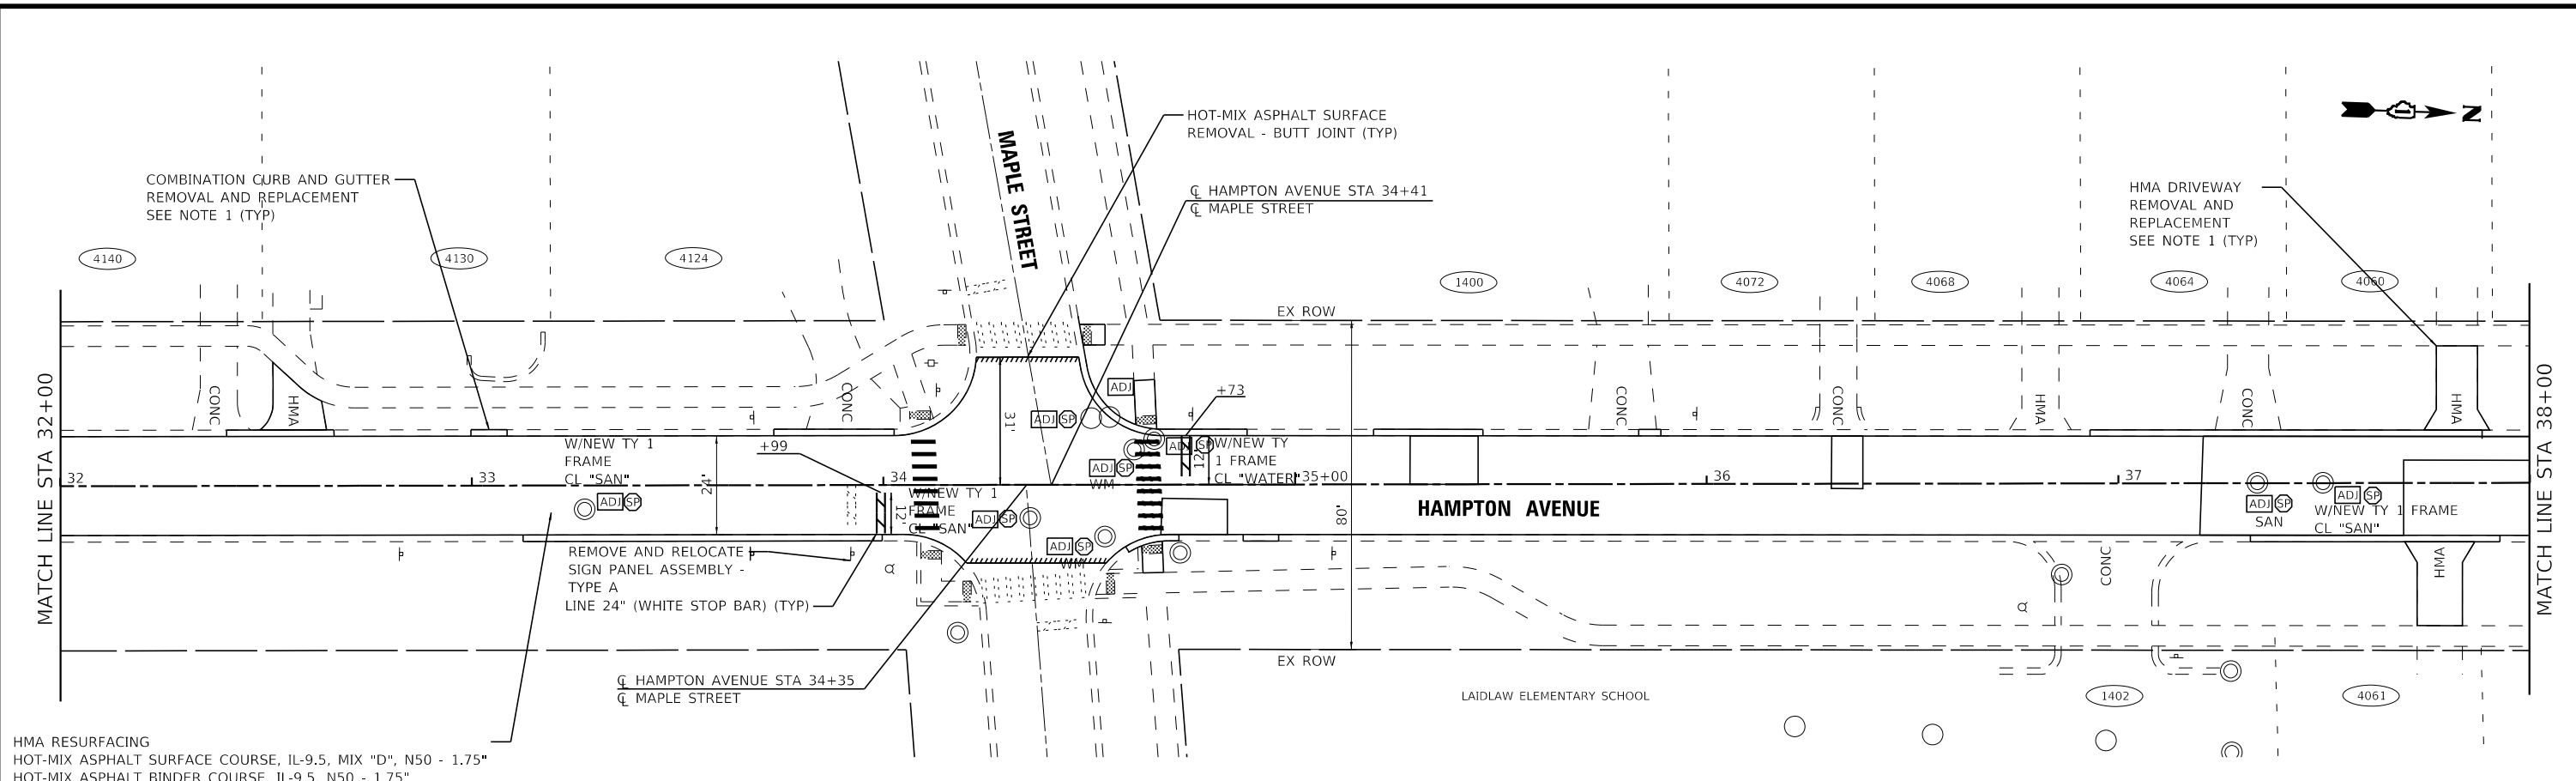 HOT-MIX ASPHALT SURFACE
REMOVAL - BUTT JOINT (TYP)
N
MAPLE STREET
COMBINATION CURB AND GUTTER
REMOVAL AND REPLACEMENT
SEE NOTE 1 (TYP)
℄ HAMPTON AVENUE STA 34+41
℄ MAPLE STREET
HMA DRIVEWAY
REMOVAL AND
REPLACEMENT
SEE NOTE 1 (TYP)
4140
4130
4124
1400
4072
4068
4064
4060
EX ROW
MATCH LINE STA 32+00
CONC
HMA
CONC
31'
ADJ
ADJ SP
+73
CONC
CONC
HMA
CONC
HMA
MATCH LINE STA 38+00
W/NEW TY 1
FRAME
CL "SAN"
ADJ SP
+99
24'
ADJ SP
WM
ADJ SP
12'
W/NEW TY
1 FRAME
CL "WATER"
32
33
34
35+00
36
37
W/NEW TY 1
FRAME
CL "SAN"
12'
ADJ SP
80'
HAMPTON AVENUE
ADJ SP
SAN
ADJ SP
W/NEW TY 1 FRAME
CL "SAN"
ADJ SP
WM
REMOVE AND RELOCATE
SIGN PANEL ASSEMBLY -
TYPE A
LINE 24" (WHITE STOP BAR) (TYP)
CONC
HMA
EX ROW
℄ HAMPTON AVENUE STA 34+35
℄ MAPLE STREET
LAIDLAW ELEMENTARY SCHOOL
1402
4061
HMA RESURFACING
HOT-MIX ASPHALT SURFACE COURSE, IL-9.5, MIX "D", N50 - 1.75"
HOT-MIX ASPHALT BINDER COURSE, IL-9.5, N50 - 1.75"